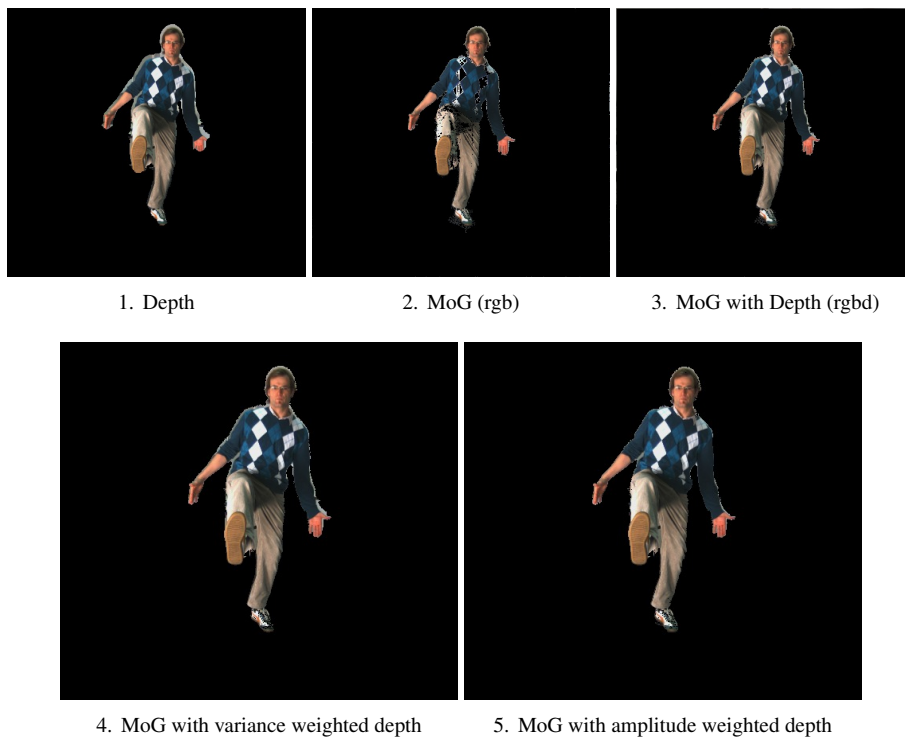 1. Depth
2. MoG (rgb)
3. MoG with Depth (rgbd)
4. MoG with variance weighted depth
5. MoG with amplitude weighted depth